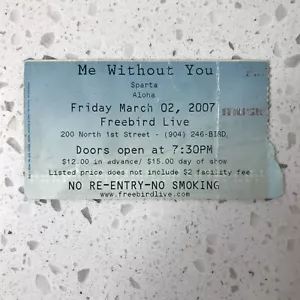 Me Without You
Sparta
Aloha
Friday March 02, 2007
Freebird Live
200 North 1st Street - (904) 246-BIRD
Doors open at 7:30PM
$12.00 in advance/ $15.00 day of show
Listed price does not include $2 facility fee
NO RE-ENTRY-NO SMOKING
www.freebirdlive.com